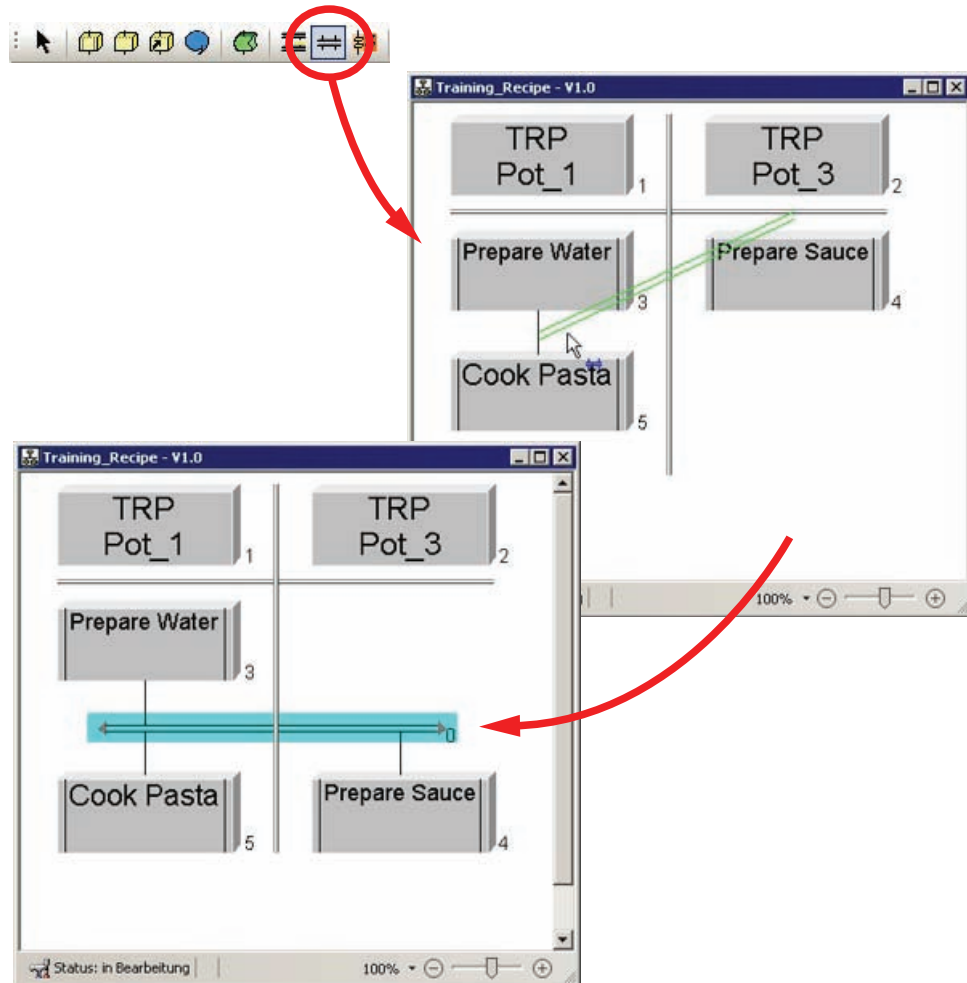 Training_Recipe - V1.0
TRP
Pot_1
1
TRP
Pot_3
2
Prepare Water
3
Prepare Sauce
4
Cook Pasta
5
100%
Training_Recipe - V1.0
TRP
Pot_1
1
TRP
Pot_3
2
Prepare Water
3
0
Cook Pasta
5
Prepare Sauce
4
Status: in Bearbeitung
100%